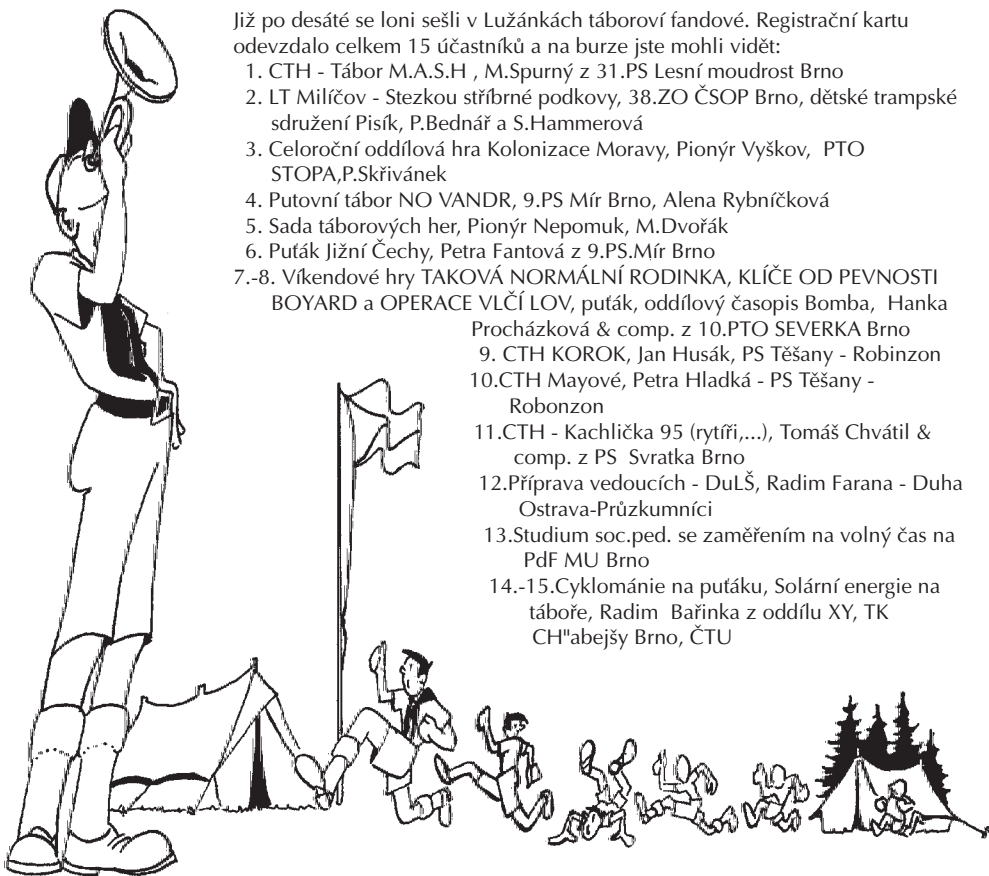 Již po desáté se loni sešli v Lužánkách táboroví fandové. Registrační kartu
odevzdalo celkem 15 účastníků a na burze jste mohli vidět:
1. CTH - Tábor M.A.S.H , M.Spurný z 31.PS Lesní moudrost Brno
2. LT Milíčov - Stezkou stříbrné podkovy, 38.ZO ČSOP Brno, dětské trampské
sdružení Pisík, P.Bednář a S.Hammerová
3. Celoroční oddílová hra Kolonizace Moravy, Pionýr Vyškov, PTO
STOPA,P.Skřivánek
4. Putovní tábor NO VANDR, 9.PS Mír Brno, Alena Rybníčková
5. Sada táborových her, Pionýr Nepomuk, M.Dvořák
6. Puťák Jižní Čechy, Petra Fantová z 9.PS.Mír Brno
7.-8. Víkendové hry TAKOVÁ NORMÁLNÍ RODINKA, KLÍČE OD PEVNOSTI
BOYARD a OPERACE VLČÍ LOV, puťák, oddílový časopis Bomba, Hanka
Procházková & comp. z 10.PTO SEVERKA Brno
9. CTH KOROK, Jan Husák, PS Těšany - Robinzon
10.CTH Mayové, Petra Hladká - PS Těšany -
Robonzon
11.CTH - Kachlička 95 (rytíři,...), Tomáš Chvátil &
comp. z PS Svratka Brno
12.Příprava vedoucích - DuLŠ, Radim Farana - Duha
Ostrava-Průzkumníci
13.Studium soc.ped. se zaměřením na volný čas na
PdF MU Brno
14.-15.Cyklománie na puťáku, Solární energie na
táboře, Radim Bařinka z oddílu XY, TK
CH"abejšy Brno, ČTU